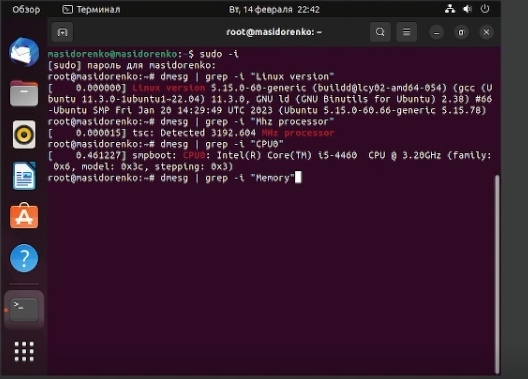 Обзор
Терминал
Вт, 14 февраля 22:42
root@masidorenko: ~
masidorenko@masidorenko:~$ sudo -i
[sudo] пароль для masidorenko:
root@masidorenko:~# dmesg | grep -i "Linux version"
[    0.000000] Linux version 5.15.0-60-generic (buildd@lcy02-amd64-054) (gcc (U
buntu 11.3.0-1ubuntu1~22.04) 11.3.0, GNU ld (GNU Binutils for Ubuntu) 2.38) #66
-Ubuntu SMP Fri Jan 20 14:29:49 UTC 2023 (Ubuntu 5.15.0-60.66-generic 5.15.78)
root@masidorenko:~# dmesg | grep -i "Mhz processor"
[    0.000015] tsc: Detected 3192.604 MHz processor
root@masidorenko:~# dmesg | grep -i "CPU0"
[    0.461227] smpboot: CPU0: Intel(R) Core(TM) i5-4460  CPU @ 3.20GHz (family:
0x6, model: 0x3c, stepping: 0x3)
root@masidorenko:~# dmesg | grep -i "Memory"